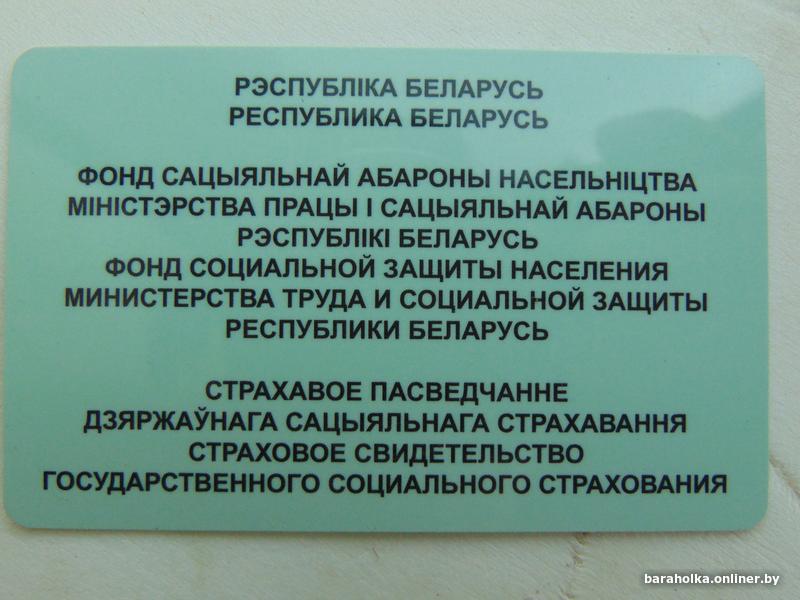 РЭСПУБЛІКА БЕЛАРУСЬ
РЕСПУБЛИКА БЕЛАРУСЬ
ФОНД САЦЫЯЛЬНАЙ АБАРОНЫ НАСЕЛЬНІЦТВА
МІНІСТЭРСТВА ПРАЦЫ І САЦЫЯЛЬНАЙ АБАРОНЫ
РЭСПУБЛІКІ БЕЛАРУСЬ
ФОНД СОЦИАЛЬНОЙ ЗАЩИТЫ НАСЕЛЕНИЯ
МИНИСТЕРСТВА ТРУДА И СОЦИАЛЬНОЙ ЗАЩИТЫ
РЕСПУБЛИКИ БЕЛАРУСЬ
СТРАХАВОЕ ПАСВЕДЧАННЕ
ДЗЯРЖАЎНАГА САЦЫЯЛЬНАГА СТРАХАВАННЯ
СТРАХОВОЕ СВИДЕТЕЛЬСТВО
ГОСУДАРСТВЕННОГО СОЦИАЛЬНОГО СТРАХОВАНИЯ
baraholka.onliner.by